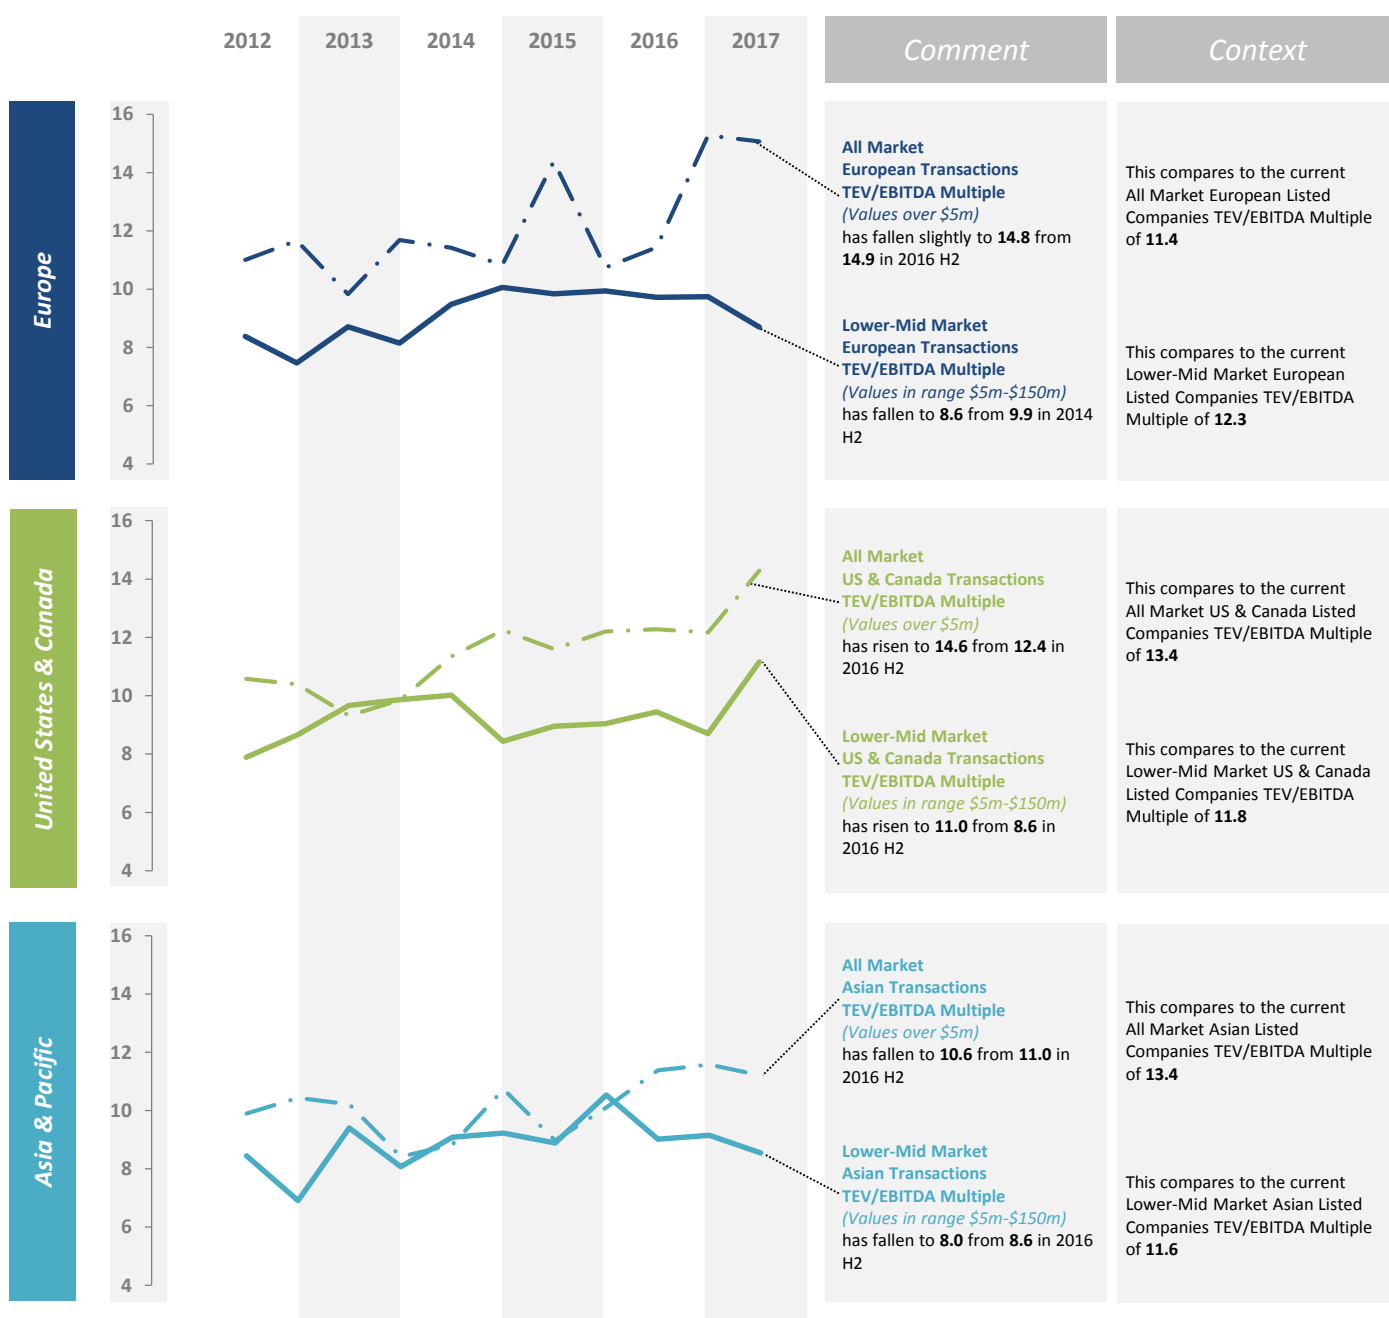 2012 2013 2014 2015 2016 2017
Comment
Context
Europe
16
14
12
10
8
6
4
All Market
European Transactions
TEV/EBITDA Multiple
(Values over $5m)
has fallen slightly to 14.8 from
14.9 in 2016 H2
Lower-Mid Market
European Transactions
TEV/EBITDA Multiple
(Values in range $5m-$150m)
has fallen to 8.6 from 9.9 in 2014
H2
This compares to the current
All Market European Listed
Companies TEV/EBITDA Multiple
of 11.4
This compares to the current
Lower-Mid Market European
Listed Companies TEV/EBITDA
Multiple of 12.3
United States & Canada
16
14
12
10
8
6
4
All Market
US & Canada Transactions
TEV/EBITDA Multiple
(Values over $5m)
has risen to 14.6 from 12.4 in
2016 H2
Lower-Mid Market
US & Canada Transactions
TEV/EBITDA Multiple
(Values in range $5m-$150m)
has risen to 11.0 from 8.6 in
2016 H2
This compares to the current
All Market US & Canada Listed
Companies TEV/EBITDA Multiple
of 13.4
This compares to the current
Lower-Mid Market US & Canada
Listed Companies TEV/EBITDA
Multiple of 11.8
Asia & Pacific
16
14
12
10
8
6
4
All Market
Asian Transactions
TEV/EBITDA Multiple
(Values over $5m)
has fallen to 10.6 from 11.0 in
2016 H2
Lower-Mid Market
Asian Transactions
TEV/EBITDA Multiple
(Values in range $5m-$150m)
has fallen to 8.0 from 8.6 in 2016
H2
This compares to the current
All Market Asian Listed
Companies TEV/EBITDA Multiple
of 13.4
This compares to the current
Lower-Mid Market Asian Listed
Companies TEV/EBITDA Multiple
of 11.6